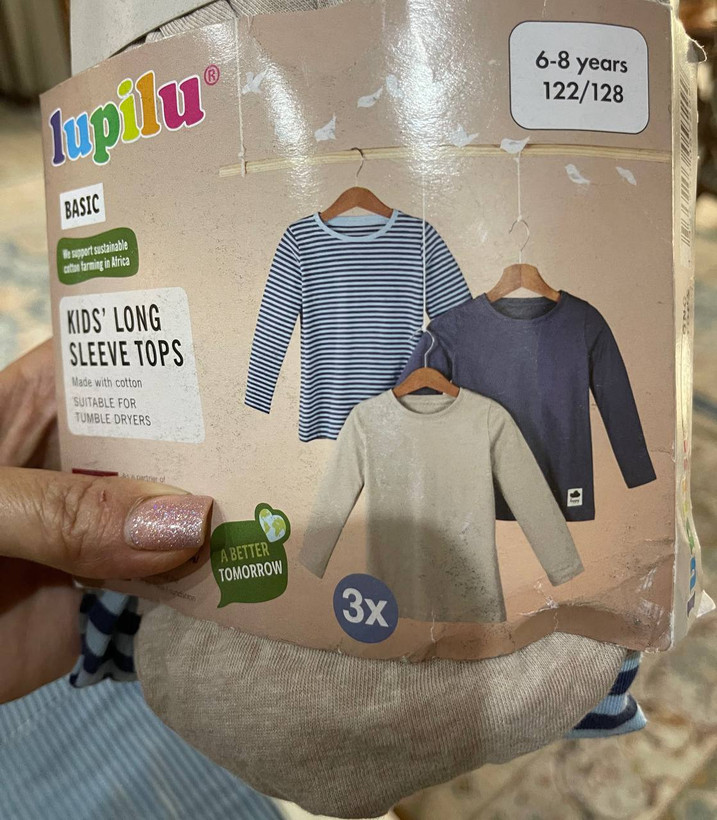 lupilu®
6-8 years
122/128
BASIC
We support sustainable
cotton farming in Africa
KIDS' LONG
SLEEVE TOPS
Made with cotton
SUITABLE FOR
TUMBLE DRYERS
A BETTER
TOMORROW
3x